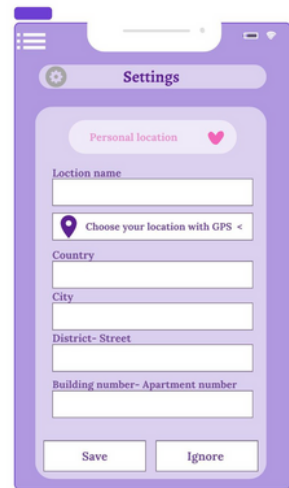 Settings
Personal location
Loction name
Choose your location with GPS <
Country
City
District- Street
Building number- Apartment number
Save
Ignore